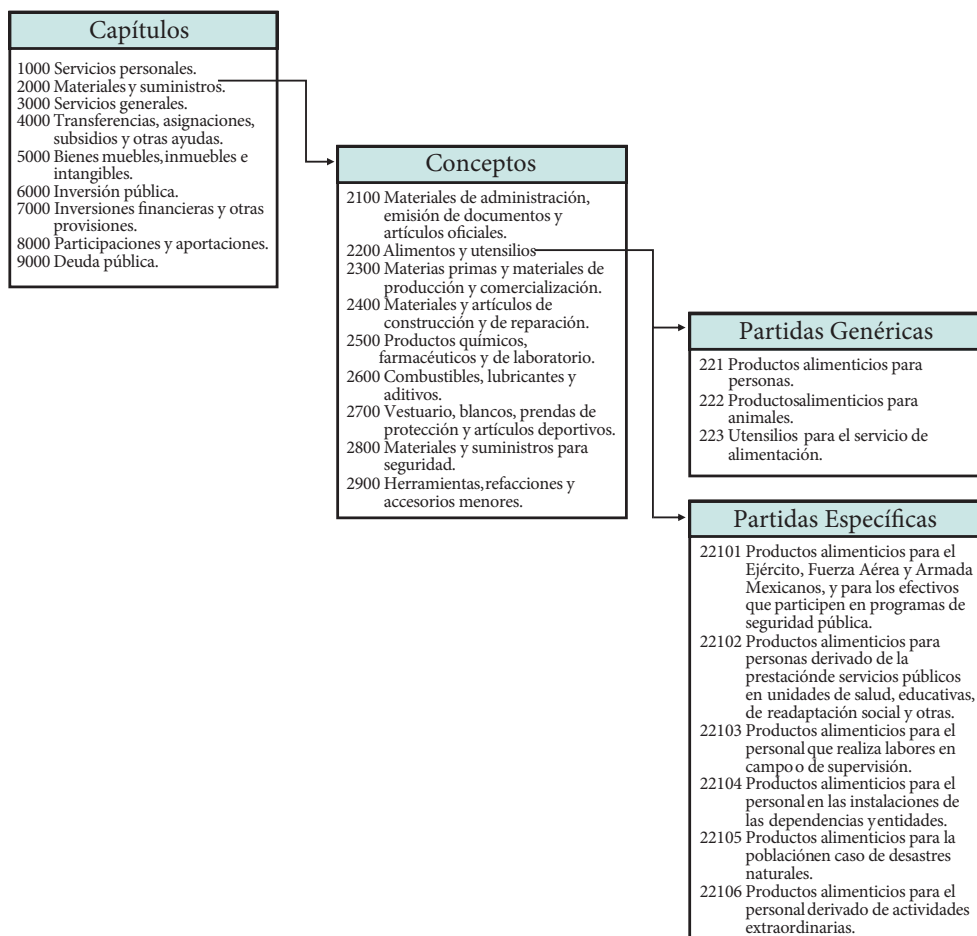 Capítulos
1000 Servicios personales.
2000 Materiales y suministros.
3000 Servicios generales.
4000 Transferencias, asignaciones,
subsidios y otras ayudas.
5000 Bienes muebles, inmuebles e
intangibles.
6000 Inversión pública.
7000 Inversiones financieras y otras
provisiones.
8000 Participaciones y aportaciones.
9000 Deuda pública.
Conceptos
2100 Materiales de administración,
emisión de documentos y
artículos oficiales.
2200 Alimentos y utensilios
2300 Materias primas y materiales de
producción y comercialización.
2400 Materiales y artículos de
construcción y de reparación.
2500 Productos químicos,
farmacéuticos y de laboratorio.
2600 Combustibles, lubricantes y
aditivos.
2700 Vestuario, blancos, prendas de
protección y artículos deportivos.
2800 Materiales y suministros para
seguridad.
2900 Herramientas, refacciones y
accesorios menores.
Partidas Genéricas
221 Productos alimenticios para
personas.
222 Productosalimenticios para
animales.
223 Utensilios para el servicio de
alimentación.
Partidas Específicas
22101 Productos alimenticios para el
Ejército, Fuerza Aérea y Armada
Mexicanos, y para los efectivos
que participen en programas de
seguridad pública.
22102 Productos alimenticios para
personas derivado de la
prestaciónde servicios públicos
en unidades de salud, educativas,
de readaptación social y otras.
22103 Productos alimenticios para el
personal que realiza labores en
campo o de supervisión.
22104 Productos alimenticios para el
personal en las instalaciones de
las dependencias y entidades.
22105 Productos alimenticios para la
poblaciónen caso de desastres
naturales.
22106 Productos alimenticios para el
personal derivado de actividades
extraordinarias.